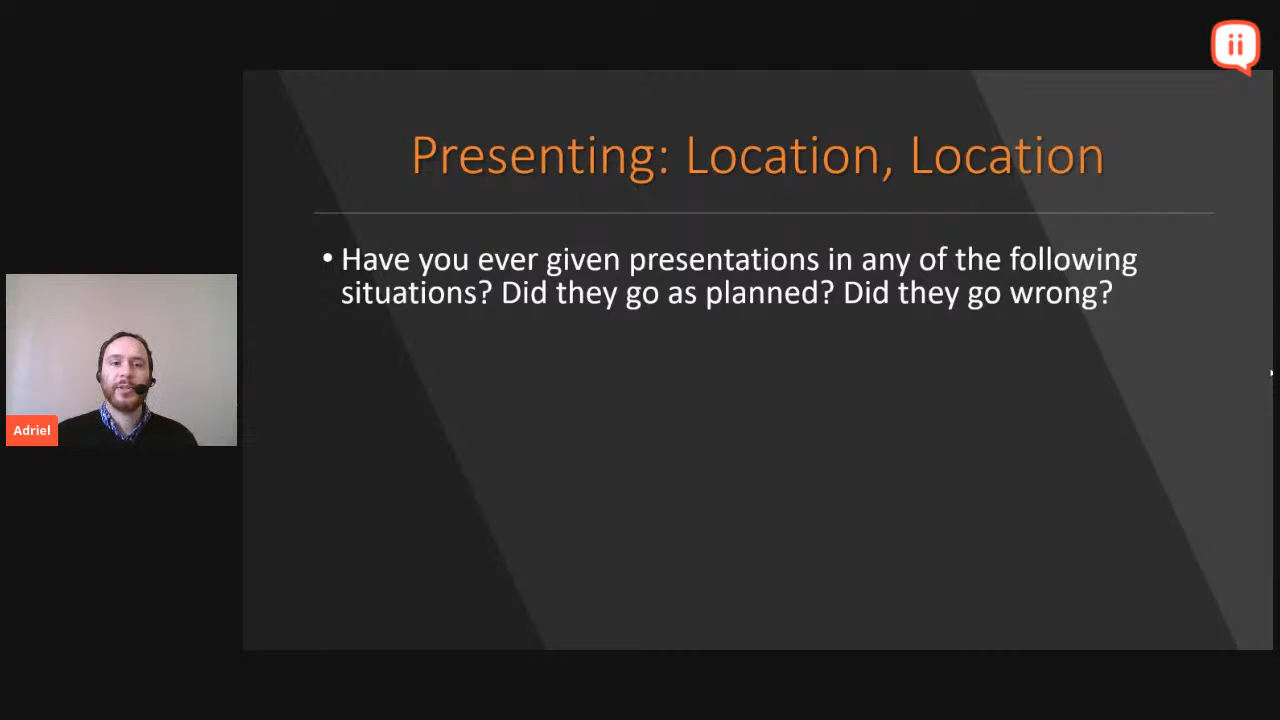 Presenting: Location, Location
• Have you ever given presentations in any of the following
situations? Did they go as planned? Did they go wrong?
Adriel